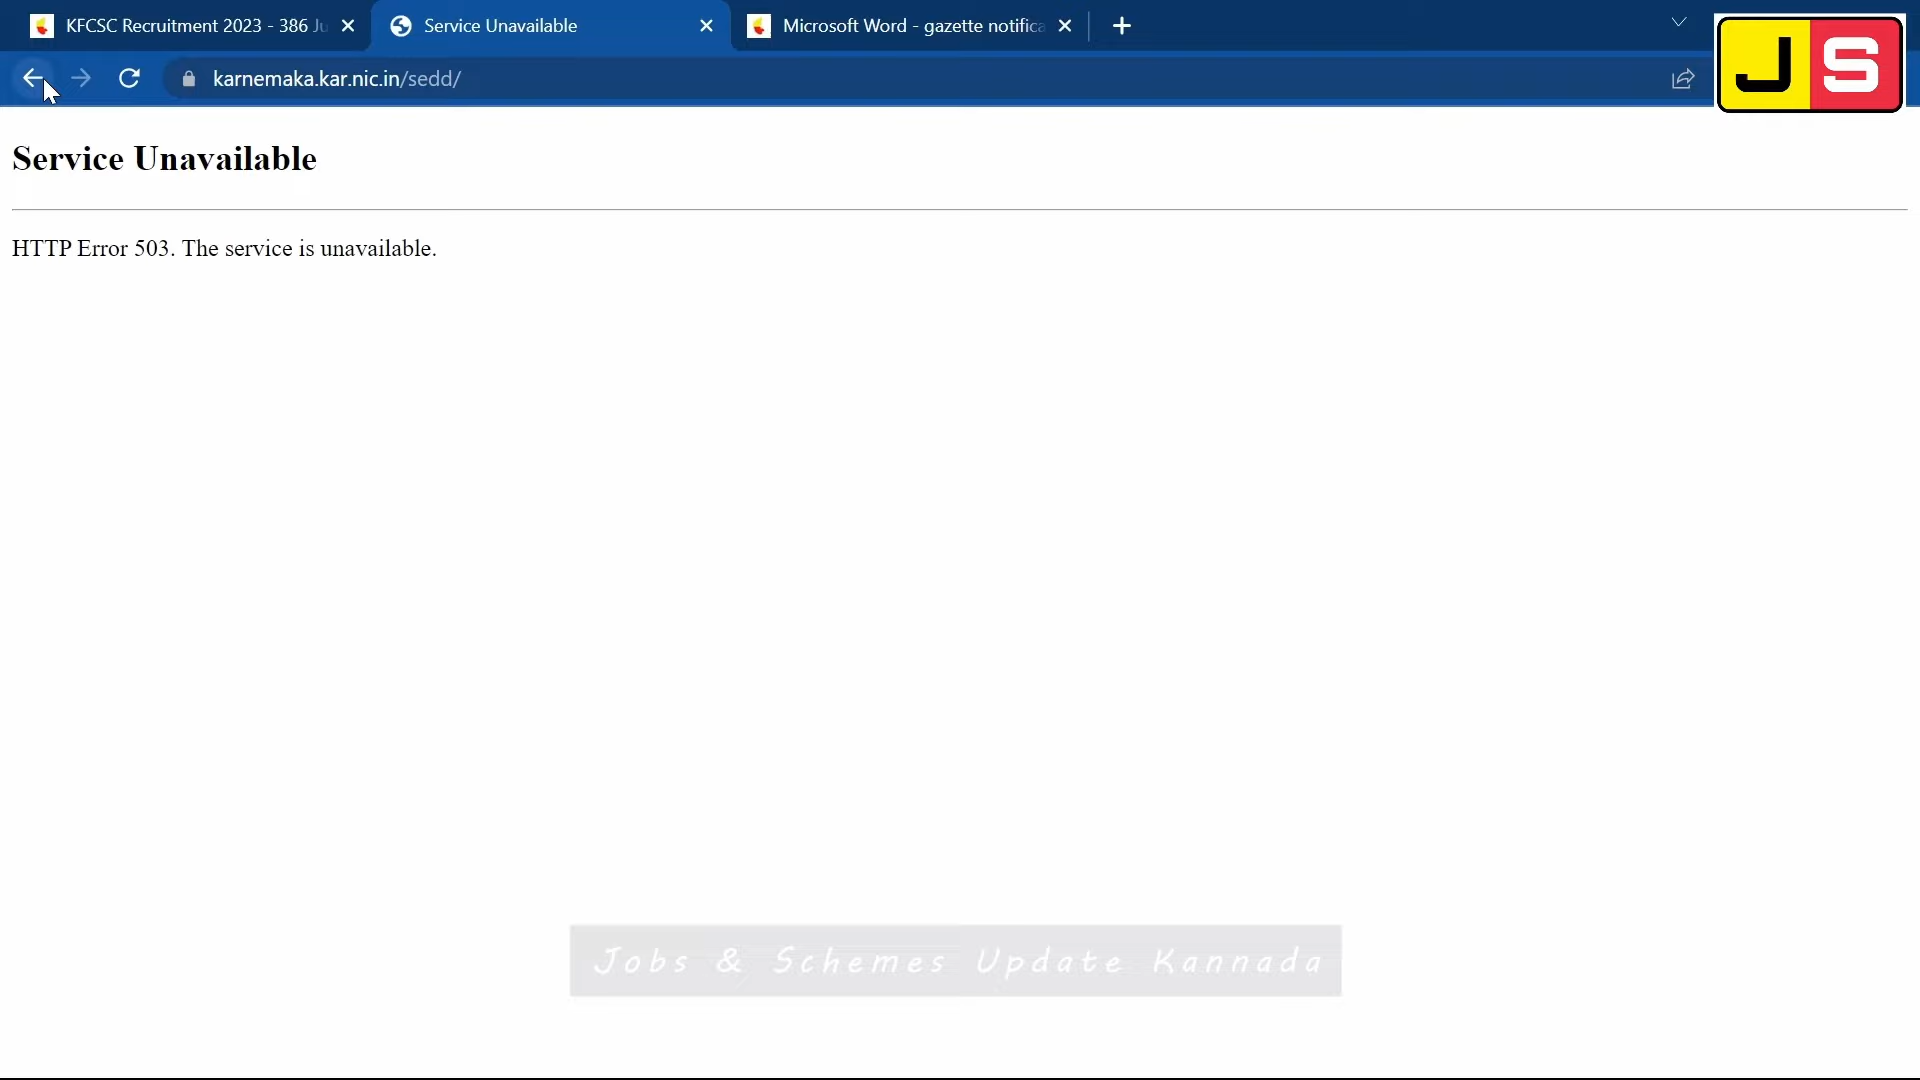 KFCSC Recruitment 2023 - 386 Ju
Service Unavailable
Microsoft Word - gazette notifica
karnemaka.kar.nic.in/sedd/
JS
Service Unavailable
HTTP Error 503. The service is unavailable.
Jobs & Schemes Update Kannada